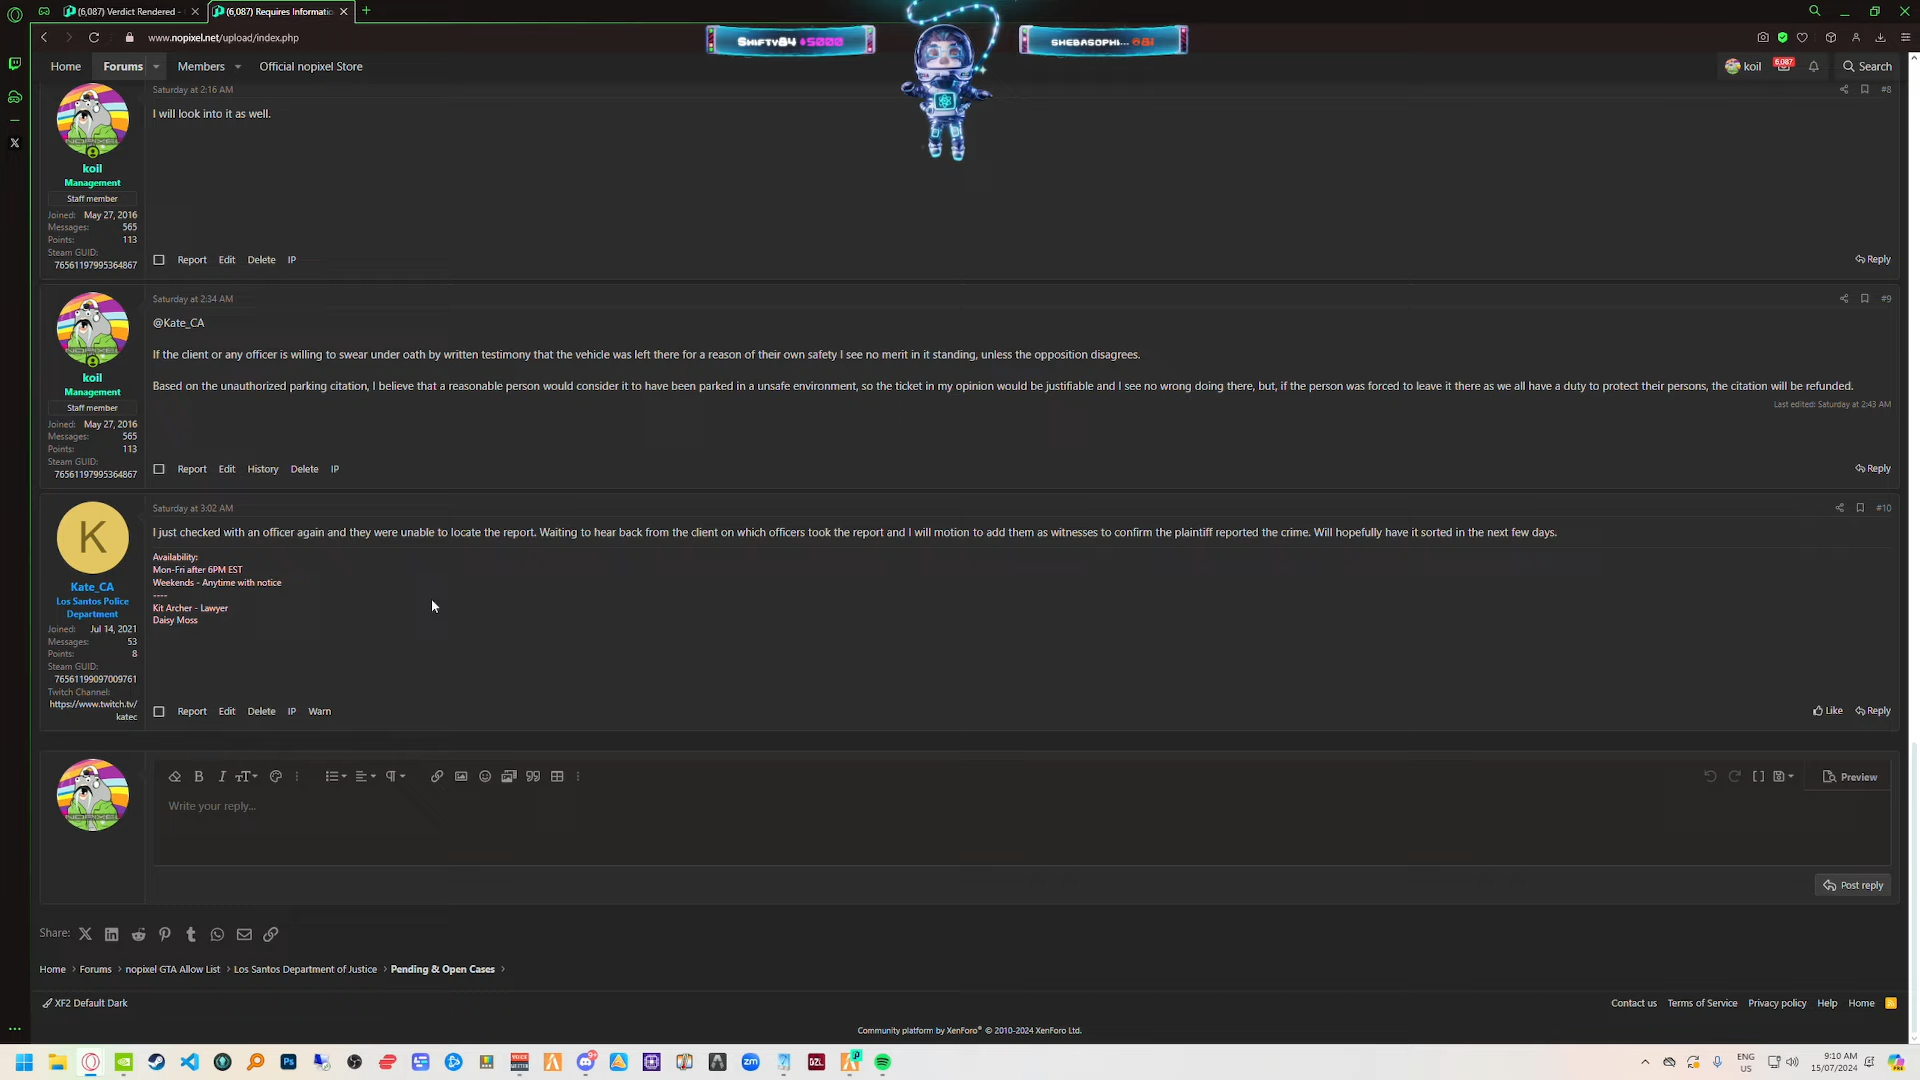 (6,087) Verdict Rendered -
(6,087) Requires Informatio
www.nopixel.net/upload/index.php
SHIFTY84 5000
SHEBASOPHI... 81
Home Forums Members Official nopixel Store
koil 6,087 Search
Saturday at 2:16 AM #8
I will look into it as well.
koil
Management
Staff member
Joined: May 27, 2016
Messages: 565
Points: 113
Steam GUID:
76561197995364867
Report Edit Delete IP Reply
Saturday at 2:34 AM #9
@Kate_CA
If the client or any officer is willing to swear under oath by written testimony that the vehicle was left there for a reason of their own safety I see no merit in it standing, unless the opposition disagrees.
Based on the unauthorized parking citation, I believe that a reasonable person would consider it to have been parked in a unsafe environment, so the ticket in my opinion would be justifiable and I see no wrong doing there, but, if the person was forced to leave it there as we all have a duty to protect their persons, the citation will be refunded.
Last edited: Saturday at 2:43 AM
koil
Management
Staff member
Joined: May 27, 2016
Messages: 565
Points: 113
Steam GUID:
76561197995364867
Report Edit History Delete IP Reply
Saturday at 3:02 AM #10
I just checked with an officer again and they were unable to locate the report. Waiting to hear back from the client on which officers took the report and I will motion to add them as witnesses to confirm the plaintiff reported the crime. Will hopefully have it sorted in the next few days.
Availability:
Mon-Fri after 6PM EST
Weekends - Anytime with notice
----
Kit Archer - Lawyer
Daisy Moss
K
Kate_CA
Los Santos Police
Department
Joined: Jul 14, 2021
Messages: 53
Points: 8
Steam GUID:
76561199097009761
Twitch Channel:
https://www.twitch.tv/
katec
Report Edit Delete IP Warn Like Reply
Preview
Write your reply...
Post reply
Share:
Home Forums nopixel GTA Allow List Los Santos Department of Justice Pending & Open Cases
XF2 Default Dark
Contact us Terms of Service Privacy policy Help Home
Community platform by XenForo® © 2010-2024 XenForo Ltd.
ENG
US
9:10 AM
15/07/2024